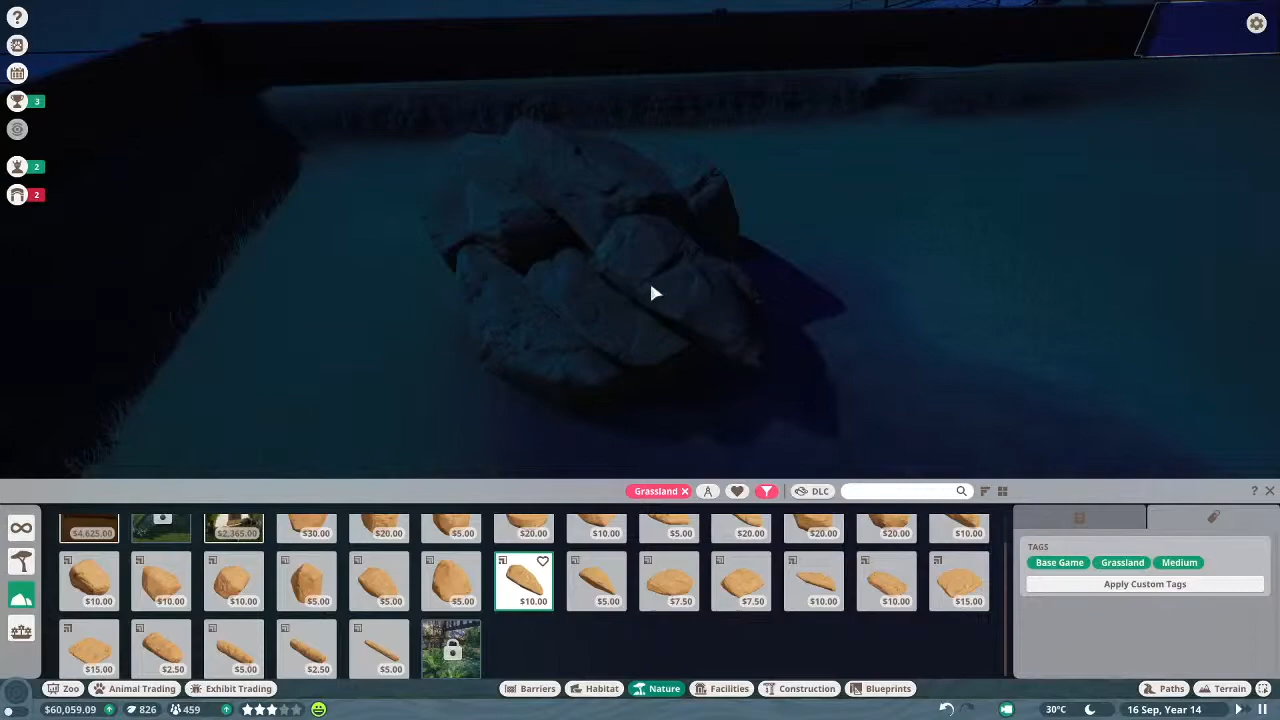 ?
3
2
2
Grassland ×
DLC
? ×
$4,625.00 $2,365.00 $30.00 $20.00 $5.00 $20.00 $10.00 $5.00 $20.00 $20.00 $20.00 $10.00
TAGS
$10.00 $10.00 $10.00 $5.00 $5.00 $5.00 $10.00 $5.00 $7.50 $7.50 $10.00 $10.00 $15.00
Base Game Grassland Medium
Apply Custom Tags
$15.00 $2.50 $5.00 $2.50 $5.00
Zoo Animal Trading Exhibit Trading Barriers Habitat Nature Facilities Construction Blueprints Paths Terrain
$60,059.09 826 459 30°C 16 Sep, Year 14